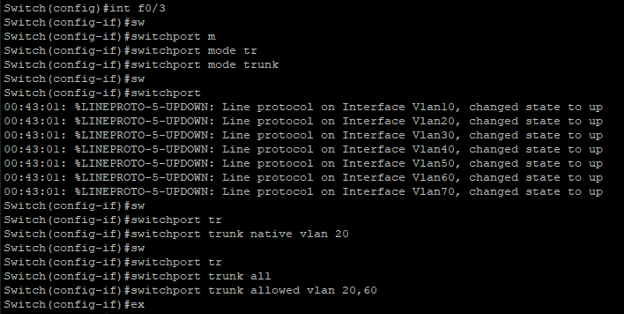 Switch(config)#int f0/3
Switch(config-if)#sw
Switch(config-if)#switchport m
Switch(config-if)#switchport mode tr
Switch(config-if)#switchport mode trunk
Switch(config-if)#sw
Switch(config-if)#switchport
00:43:01: %LINEPROTO-5-UPDOWN: Line protocol on Interface Vlan10, changed state to up
00:43:01: %LINEPROTO-5-UPDOWN: Line protocol on Interface Vlan20, changed state to up
00:43:01: %LINEPROTO-5-UPDOWN: Line protocol on Interface Vlan30, changed state to up
00:43:01: %LINEPROTO-5-UPDOWN: Line protocol on Interface Vlan40, changed state to up
00:43:01: %LINEPROTO-5-UPDOWN: Line protocol on Interface Vlan50, changed state to up
00:43:01: %LINEPROTO-5-UPDOWN: Line protocol on Interface Vlan60, changed state to up
00:43:01: %LINEPROTO-5-UPDOWN: Line protocol on Interface Vlan70, changed state to up
Switch(config-if)#sw
Switch(config-if)#switchport tr
Switch(config-if)#switchport trunk native vlan 20
Switch(config-if)#sw
Switch(config-if)#switchport tr
Switch(config-if)#switchport trunk all
Switch(config-if)#switchport trunk allowed vlan 20,60
Switch(config-if)#ex